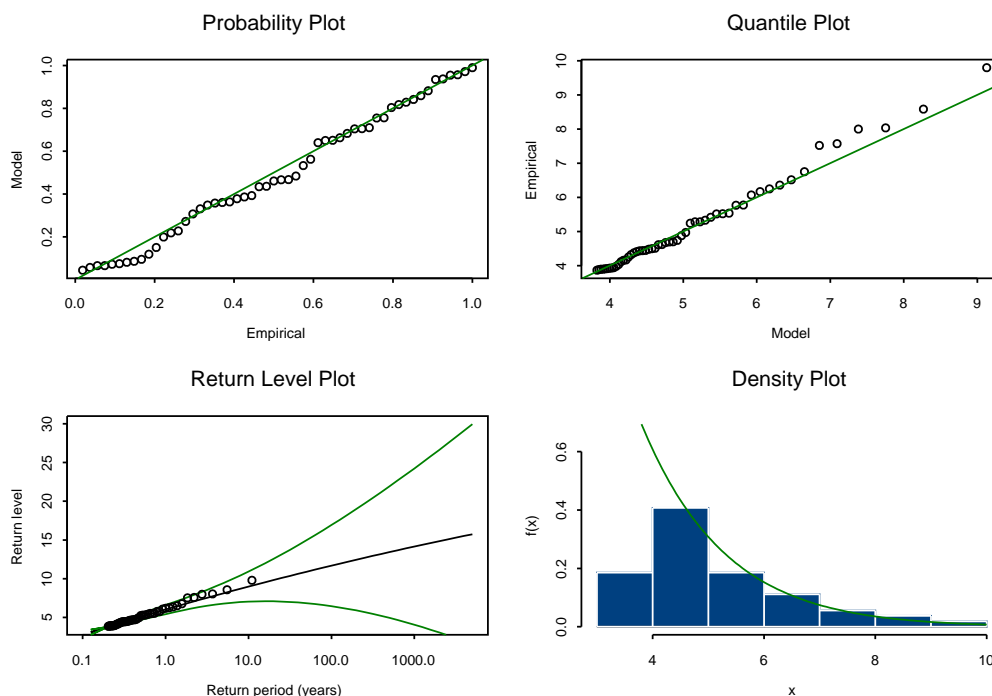 Probability Plot
Model
0.2 0.4 0.6 0.8 1.0
0.0 0.2 0.4 0.6 0.8 1.0
Empirical
Quantile Plot
Empirical
4 5 6 7 8 9 10
4 5 6 7 8 9
Model
Return Level Plot
Return level
5 10 15 20 25 30
0.1 1.0 10.0 100.0 1000.0
Return period (years)
Density Plot
f(x)
0.0 0.2 0.4 0.6
4 6 8 10
x